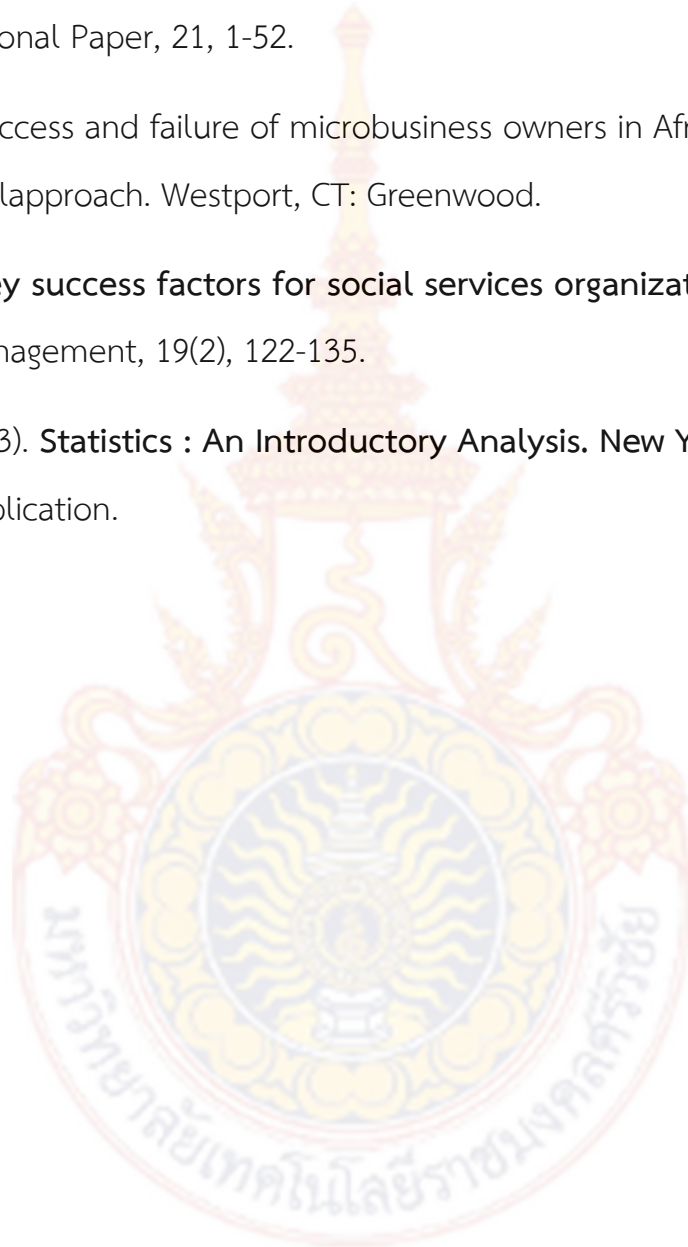 onal Paper, 21, 1-52.
ccess and failure of microbusiness owners in Afr
lapproach. Westport, CT: Greenwood.
ey success factors for social services organizat
nagement, 19(2), 122-135.
3). Statistics : An Introductory Analysis. New Y
olication.
มหาวิทยาลัยเทคโนโลยีราชมงคลศรีวิชัย